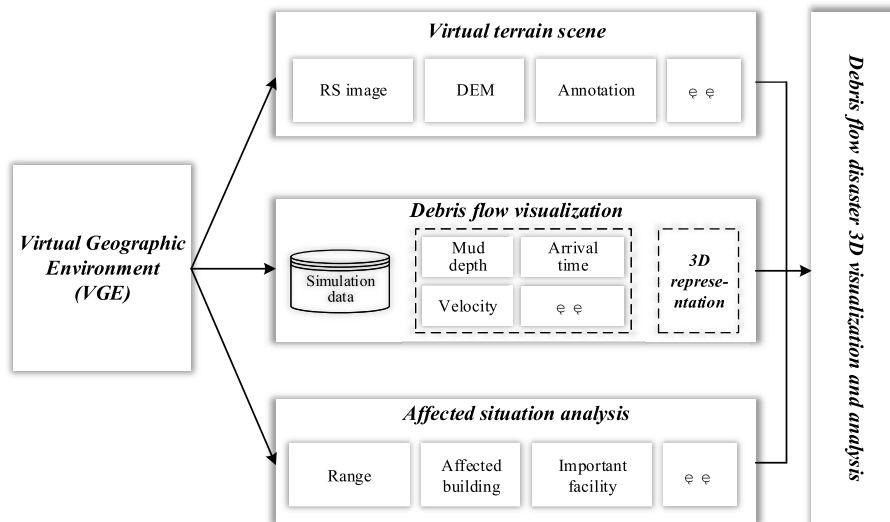 Virtual terrain scene
RS image
DEM
Annotation
Virtual Geographic
Environment
(VGE)
Debris flow visualization
Simulation
data
Mud
depth
Arrival
time
Velocity
3D
represe-
ntation
Affected situation analysis
Range
Affected
building
Important
facility
Debris flow disaster 3D visualization and analysis